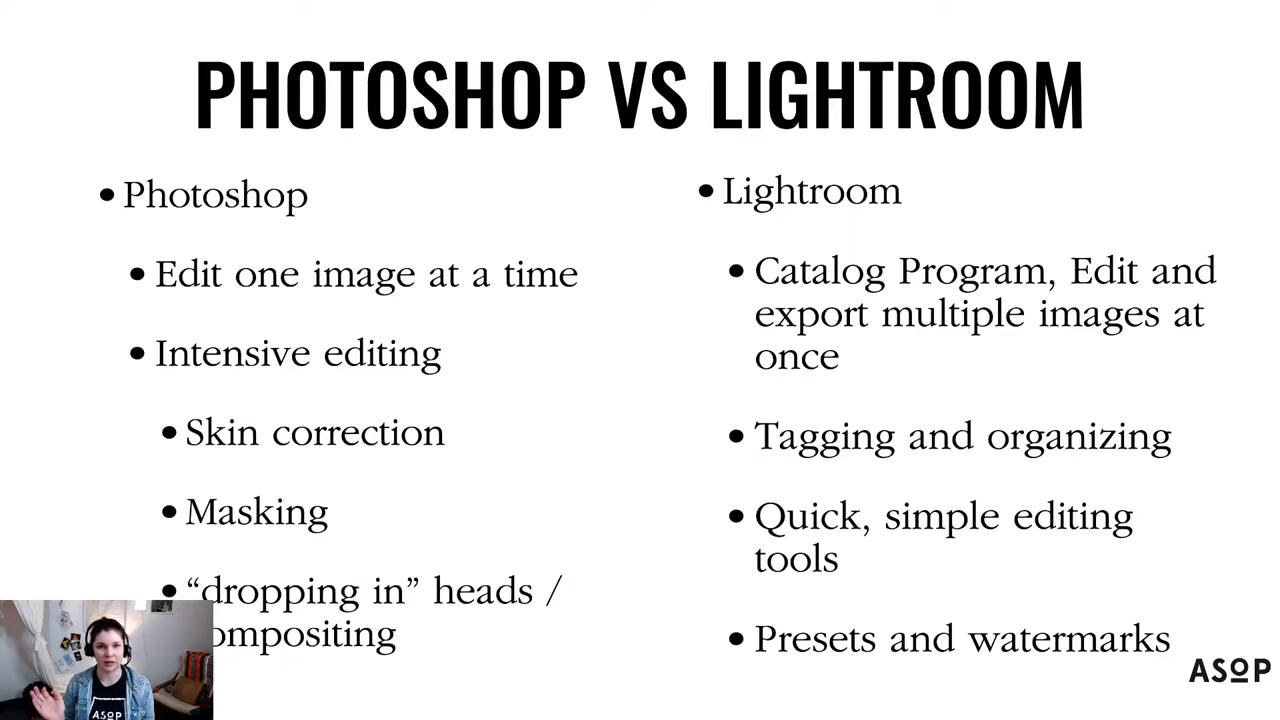 PHOTOSHOP VS LIGHTROOM
• Photoshop
• Edit one image at a time
• Intensive editing
• Skin correction
• Masking
• “dropping in” heads /
ompositing
• Lightroom
• Catalog Program, Edit and
export multiple images at
once
• Tagging and organizing
• Quick, simple editing
tools
• Presets and watermarks
ASOP
ASOP